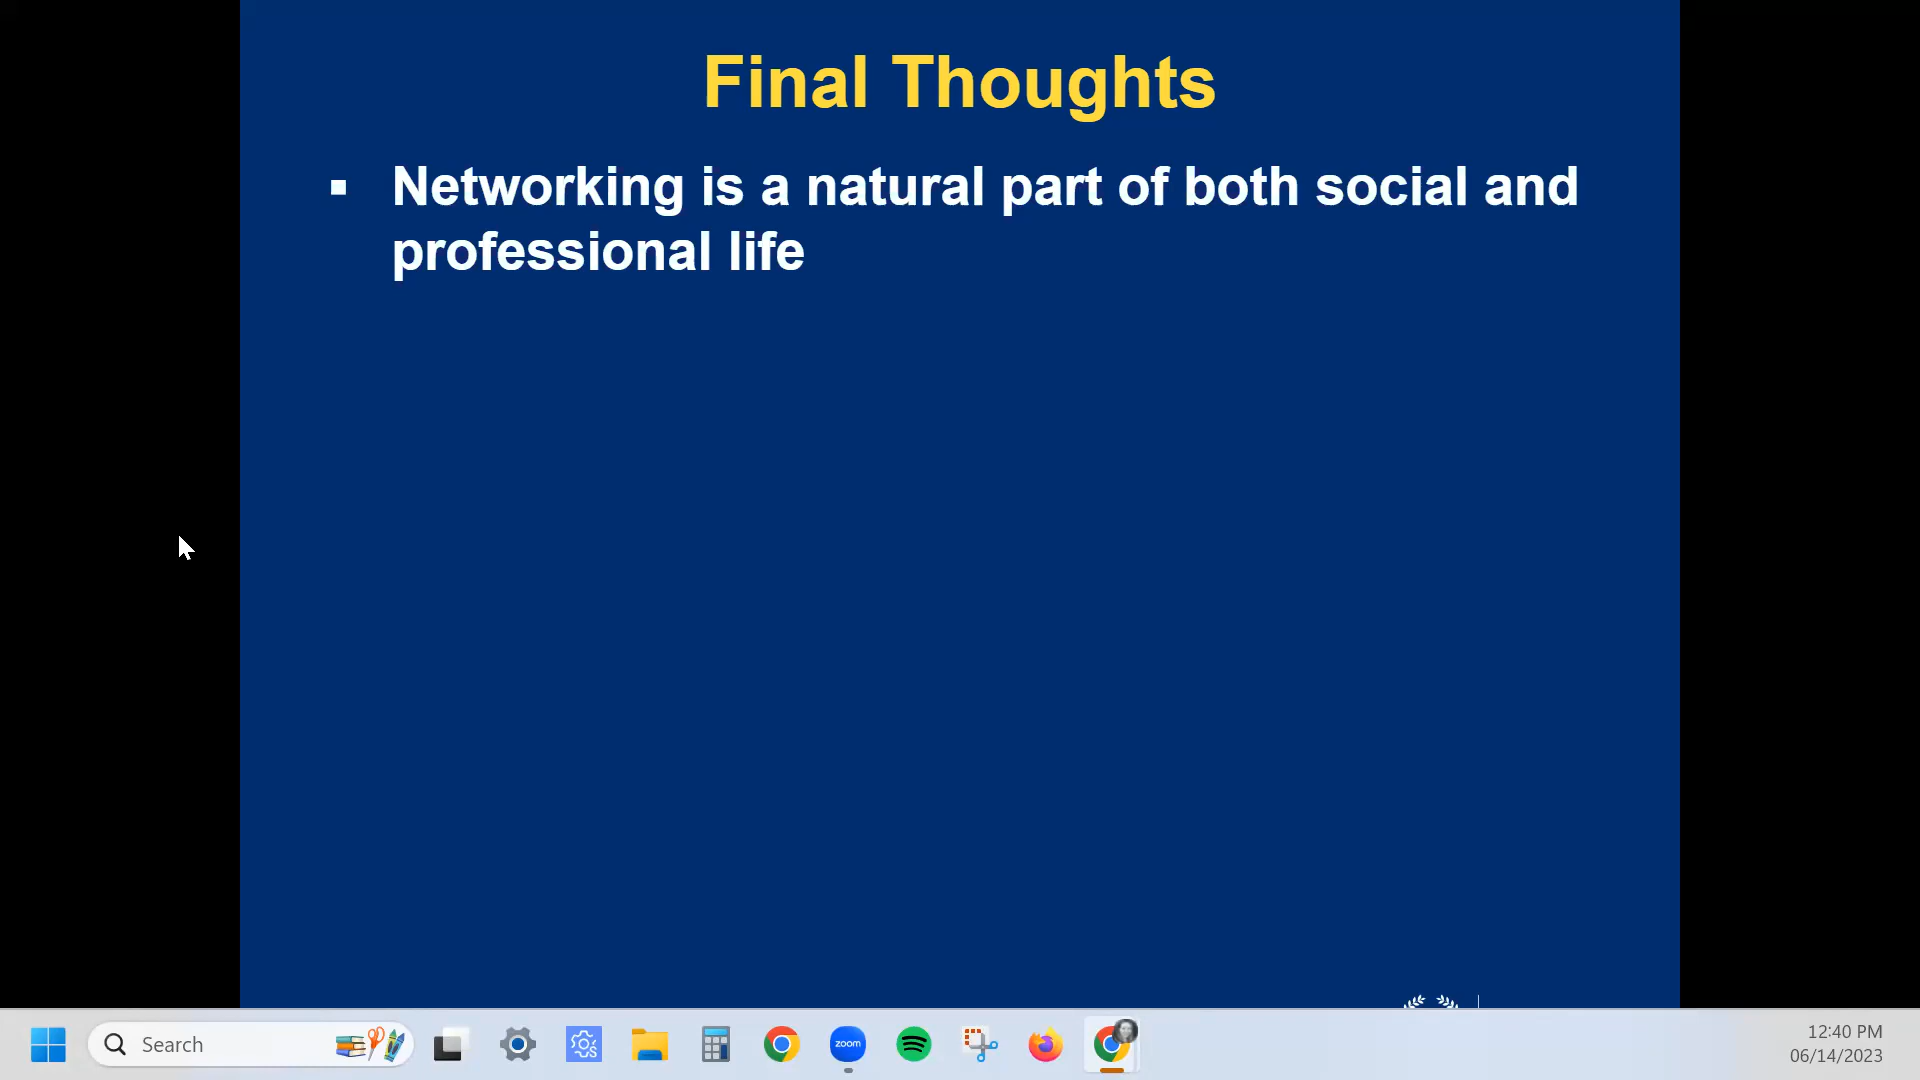 Final Thoughts
▪ Networking is a natural part of both social and
professional life
Search
zoom
12:40 PM
06/14/2023